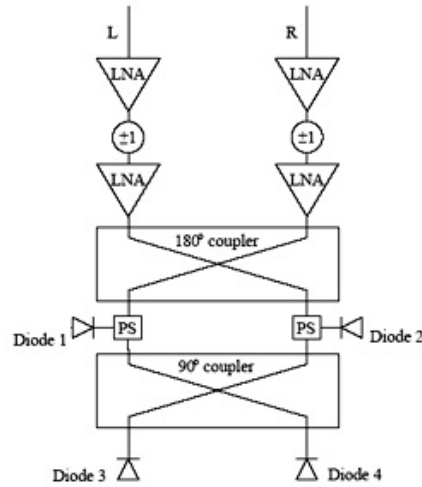 L R
LNA LNA
±1 ±1
LNA LNA
180° coupler
Diode 1 PS PS Diode 2
90° coupler
Diode 3 Diode 4